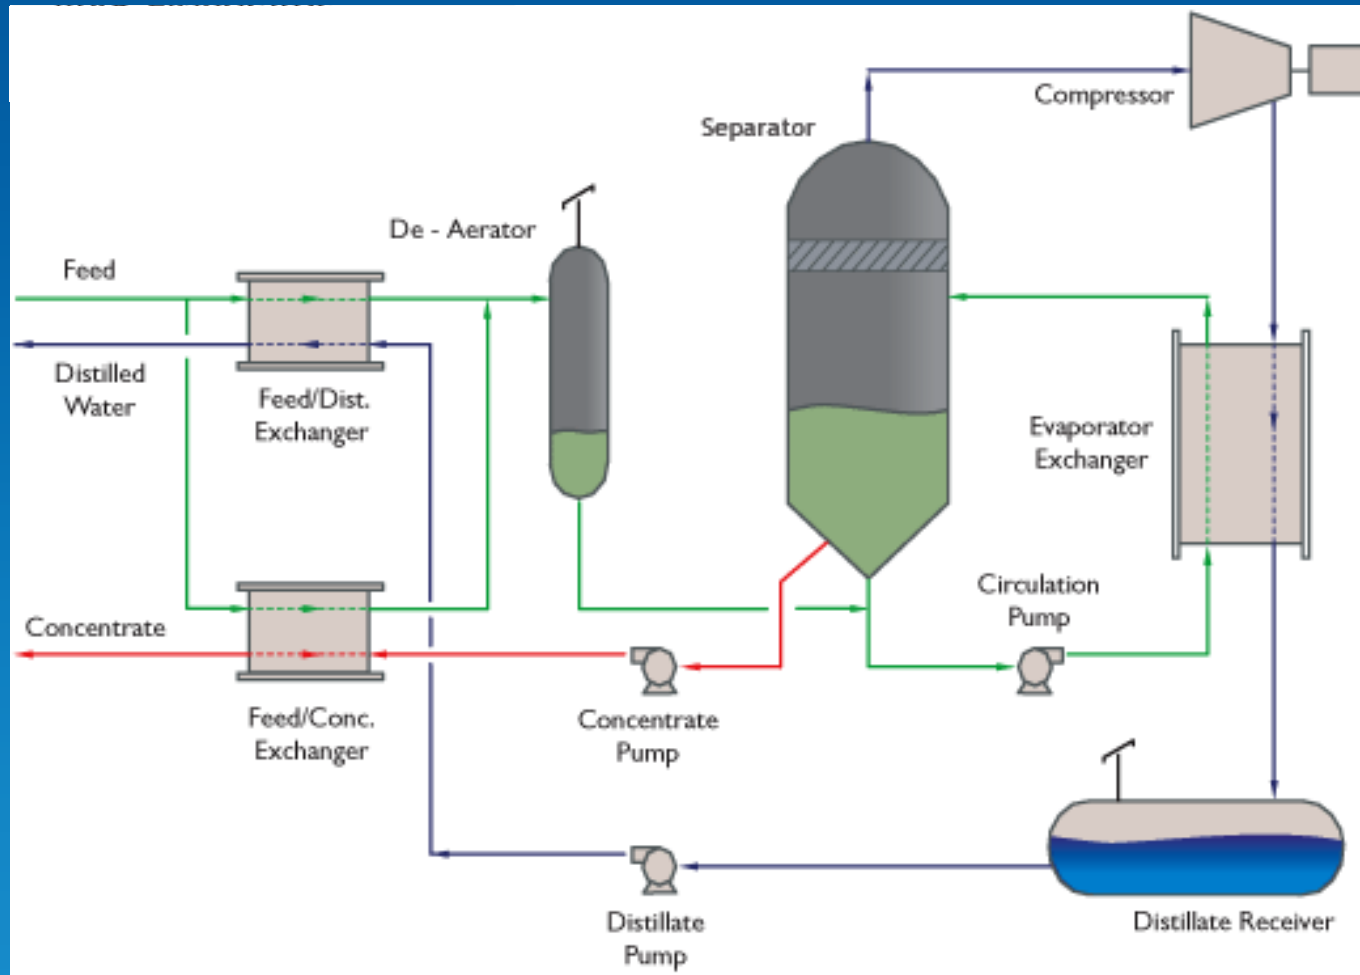 Compressor
Separator
De - Aerator
Feed
Distilled
Water
Feed/Dist.
Exchanger
Evaporator
Exchanger
Circulation
Pump
Concentrate
Feed/Conc.
Exchanger
Concentrate
Pump
Distillate
Pump
Distillate Receiver